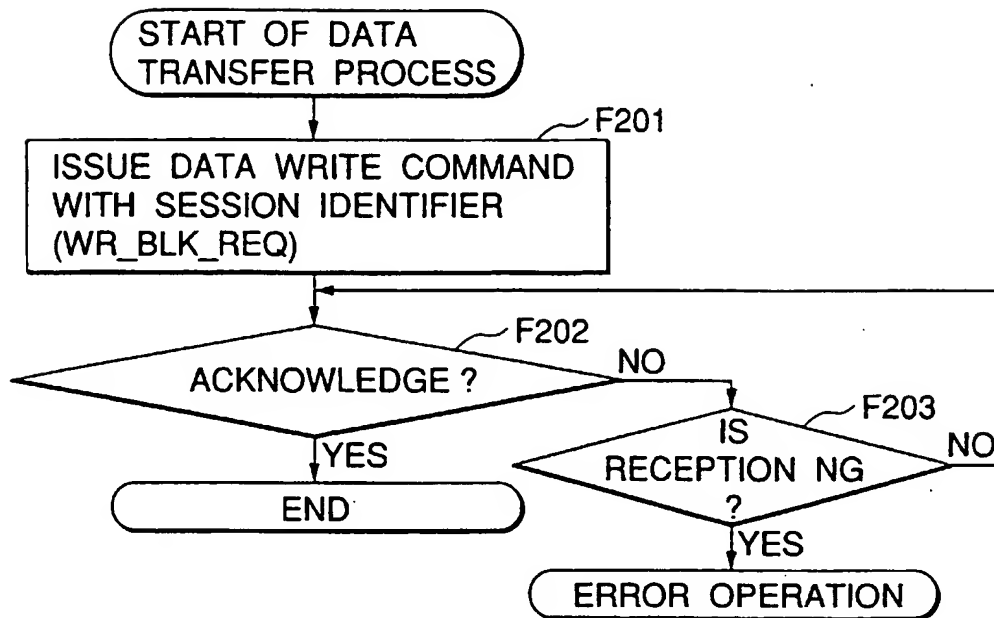 START OF DATA
TRANSFER PROCESS
F201
ISSUE DATA WRITE COMMAND
WITH SESSION IDENTIFIER
(WR_BLK_REQ)
F202
ACKNOWLEDGE ?
NO
F203
YES
IS
RECEPTION NG
?
NO
END
YES
ERROR OPERATION